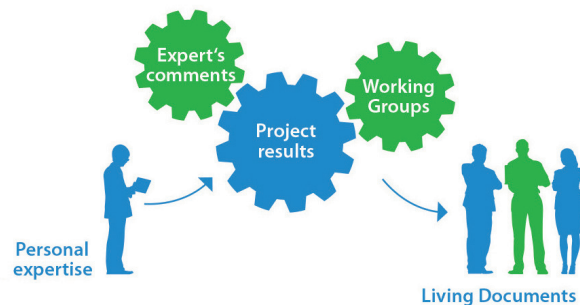 Expert's
comments
Working
Groups
Project
results
Personal
expertise
Living Documents